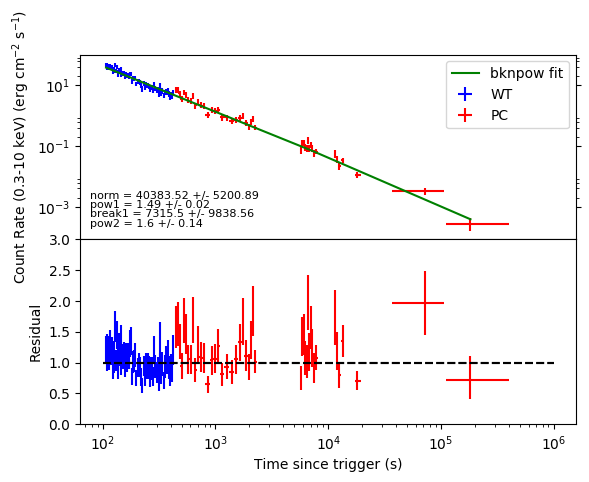 Count Rate (0.3-10 keV) (erg cm⁻² s⁻¹)
10¹
10⁻¹
10⁻³
bknpow fit
WT
PC
norm = 40383.52 +/- 5200.89
pow1 = 1.49 +/- 0.02
break1 = 7315.5 +/- 9838.56
pow2 = 1.6 +/- 0.14
Residual
3.0
2.5
2.0
1.5
1.0
0.5
0.0
10² 10³ 10⁴ 10⁵ 10⁶
Time since trigger (s)